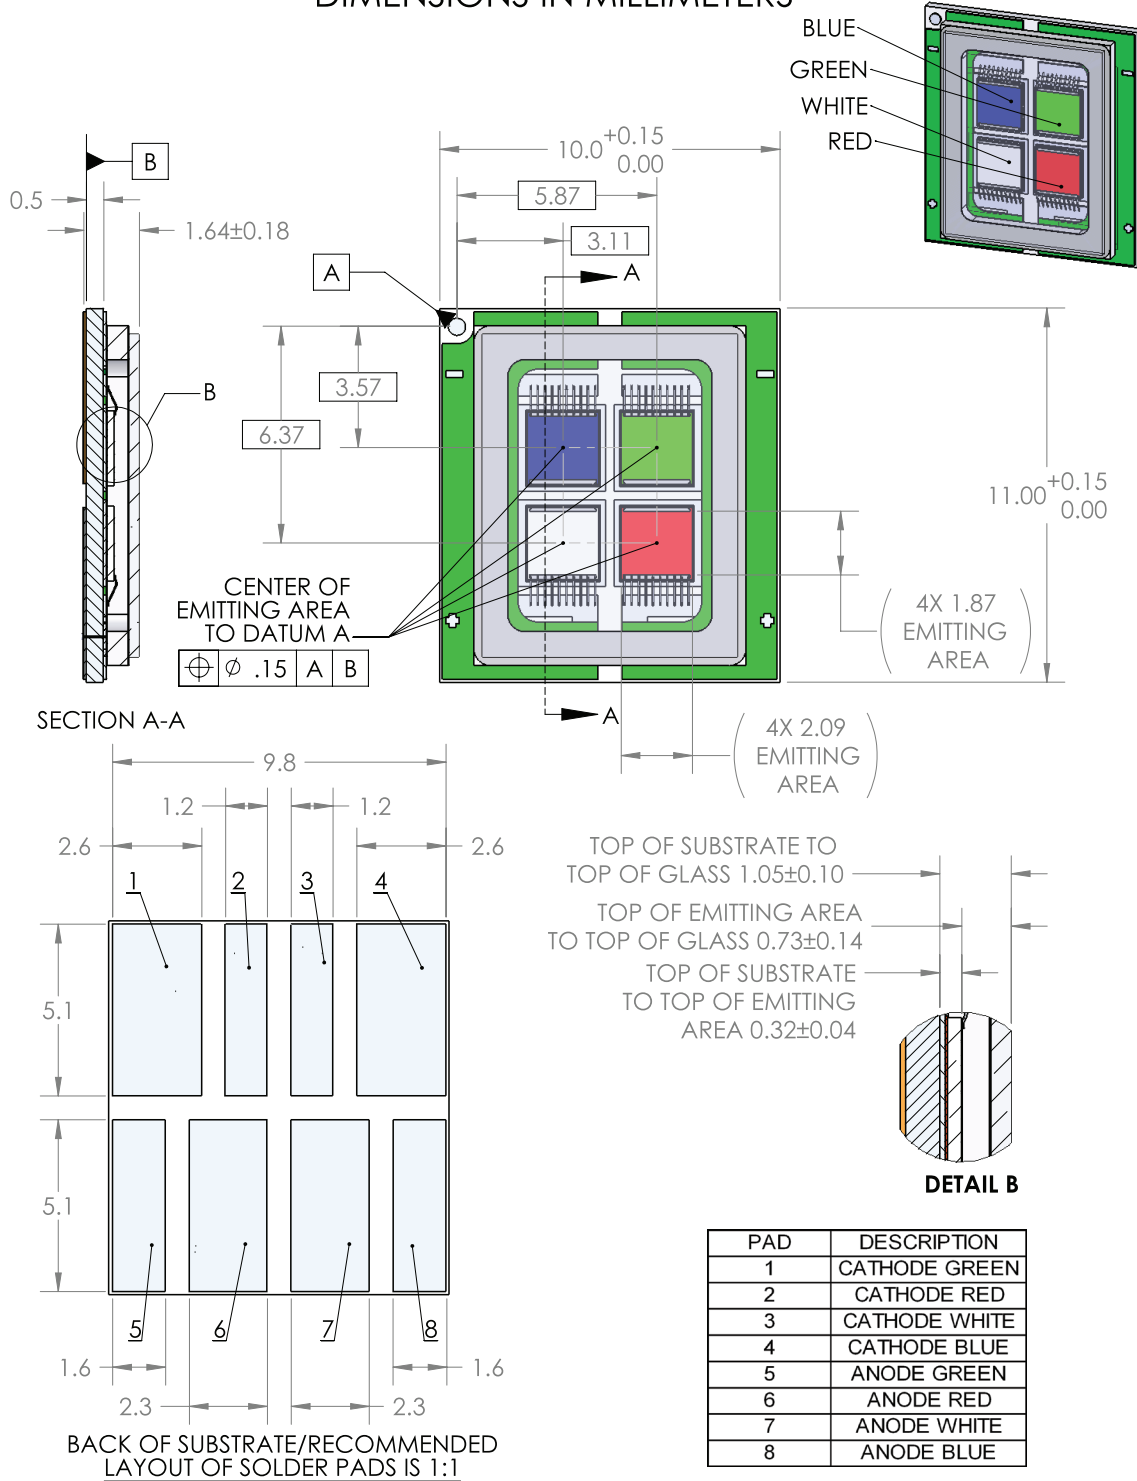 DIMENSIONS IN MILLIMETERS
BLUE
GREEN
WHITE
RED
B
0.5
1.64±0.18
10.0 +0.15 0.00
5.87
3.11
A
A
B
3.57
6.37
11.00 +0.15 0.00
CENTER OF
EMITTING AREA
TO DATUM A
⌖ ⌀ .15 A B
4X 1.87
EMITTING
AREA
A
4X 2.09
EMITTING
AREA
SECTION A-A
9.8
1.2
1.2
2.6
2.6
1
2
3
4
5.1
5.1
5
6
7
8
1.6
1.6
2.3
2.3
BACK OF SUBSTRATE/RECOMMENDED
LAYOUT OF SOLDER PADS IS 1:1
TOP OF SUBSTRATE TO
TOP OF GLASS 1.05±0.10
TOP OF EMITTING AREA
TO TOP OF GLASS 0.73±0.14
TOP OF SUBSTRATE
TO TOP OF EMITTING
AREA 0.32±0.04
DETAIL B
PAD DESCRIPTION
1 CATHODE GREEN
2 CATHODE RED
3 CATHODE WHITE
4 CATHODE BLUE
5 ANODE GREEN
6 ANODE RED
7 ANODE WHITE
8 ANODE BLUE